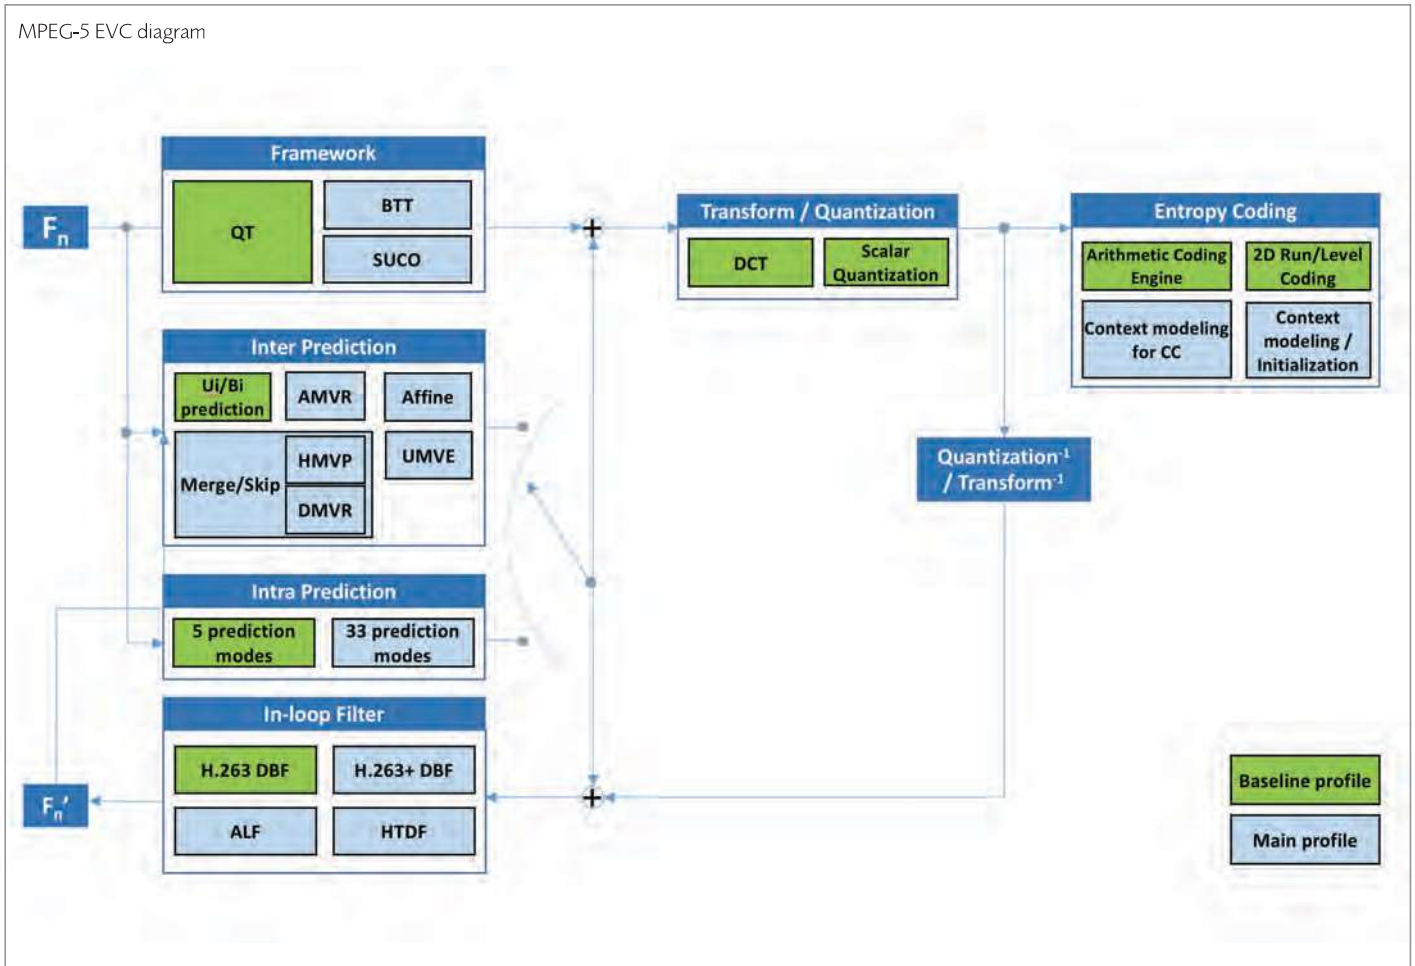 MPEG-5 EVC diagram
Framework
Fn
QT
BTT
SUCO
Transform / Quantization
DCT
Scalar
Quantization
Entropy Coding
Arithmetic Coding
Engine
2D Run/Level
Coding
Context modeling
for CC
Context
modeling /
Initialization
Inter Prediction
Ui/Bi
prediction
AMVR
Affine
Merge/Skip
HMVP
DMVR
UMVE
Quantization-1
/ Transform-1
Intra Prediction
5 prediction
modes
33 prediction
modes
In-loop Filter
H.263 DBF
H.263+ DBF
ALF
HTDF
Fn'
Baseline profile
Main profile